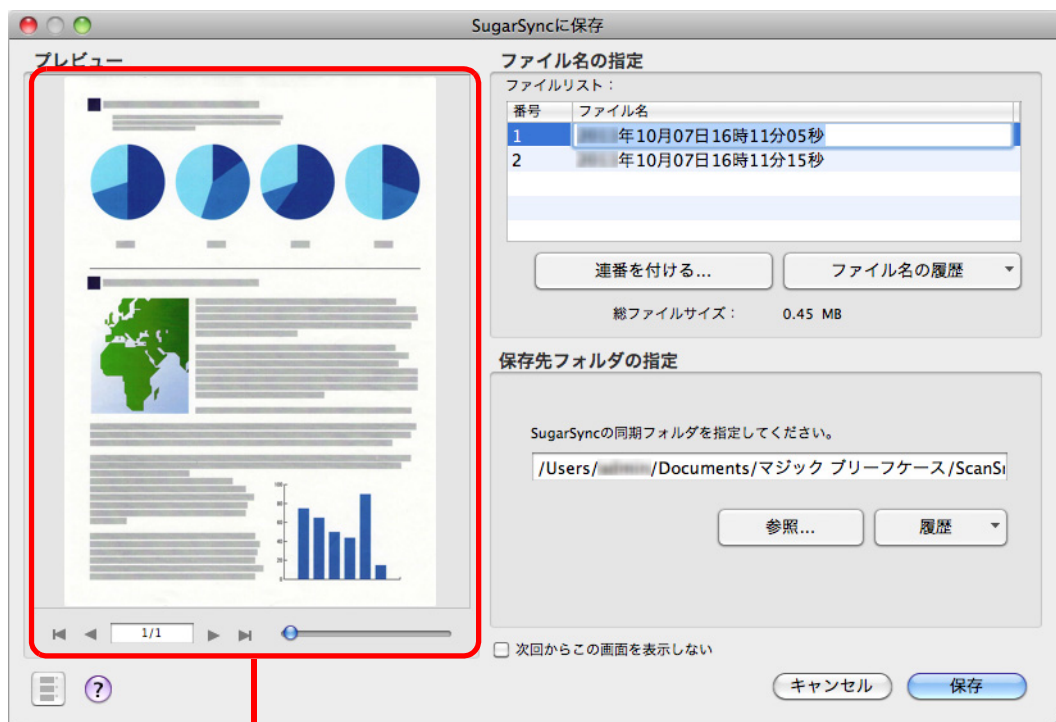 SugarSyncに保存
プレビュー
100
80
60
40
20
0
1/1
?
ファイル名の指定
ファイルリスト：
番号 ファイル名
1 年10月07日16時11分05秒
2 年10月07日16時11分15秒
連番を付ける... ファイル名の履歴
総ファイルサイズ： 0.45 MB
保存先フォルダの指定
SugarSyncの同期フォルダを指定してください。
/Users/ /Documents/マジック ブリーフケース/ScanS
参照... 履歴
次回からこの画面を表示しない
キャンセル 保存